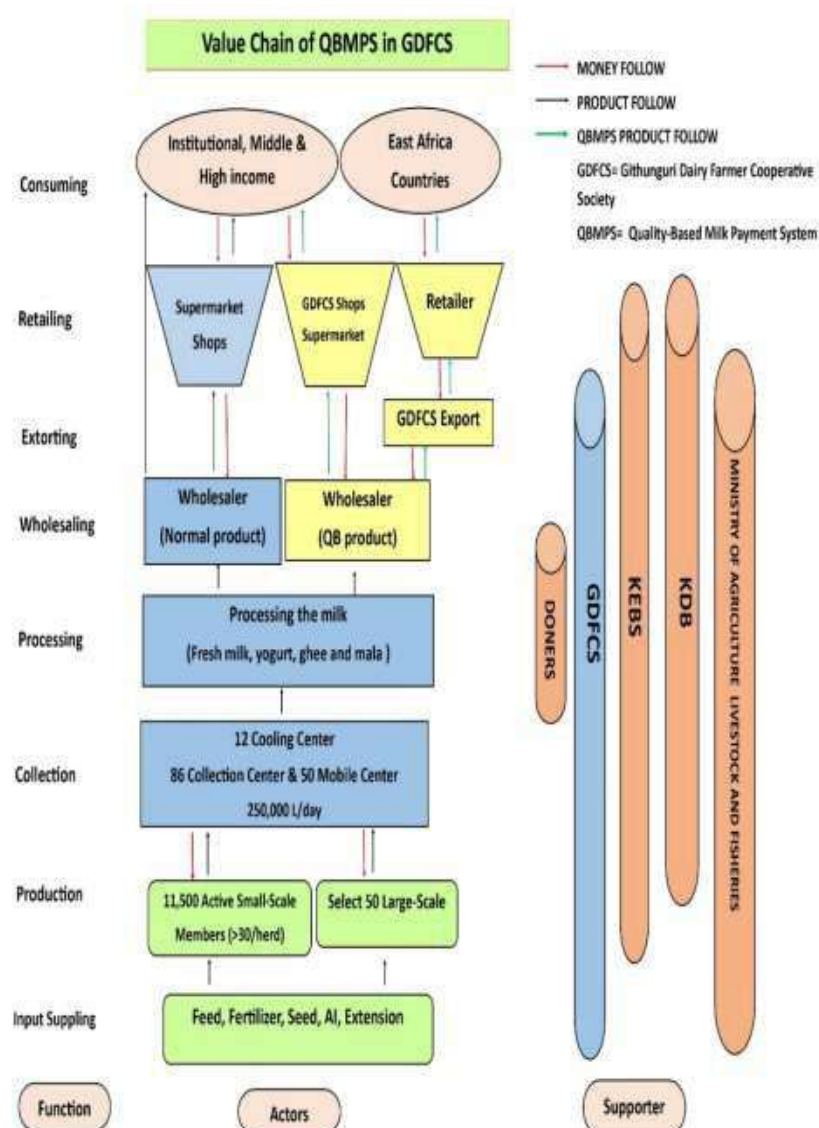 Value Chain of QBMPS in GDFCS
MONEY FOLLOW
PRODUCT FOLLOW
QBMPS PRODUCT FOLLOW
GDFCS= Githunguri Dairy Farmer Cooperative
Society
QBMPS= Quality-Based Milk Payment System
Consuming
Institutional, Middle &
High income
East Africa
Countries
Retailing
Supermarket
Shops
GDFCS Shops
Supermarket
Retailer
Extorting
GDFCS Export
Wholesaling
Wholesaler
(Normal product)
Wholesaler
(QB product)
Processing
Processing the milk
(Fresh milk, yogurt, ghee and mala )
Collection
12 Cooling Center
86 Collection Center & 50 Mobile Center
250,000 L/day
Production
11,500 Active Small-Scale
Members (>30/herd)
Select 50 Large-Scale
Input Suppling
Feed, Fertilizer, Seed, AI, Extension
DONERS
GDFCS
KEBS
KDB
MINISTRY OF AGRICULTURE LIVESTOCK AND FISHERIES
Function
Actors
Supporter